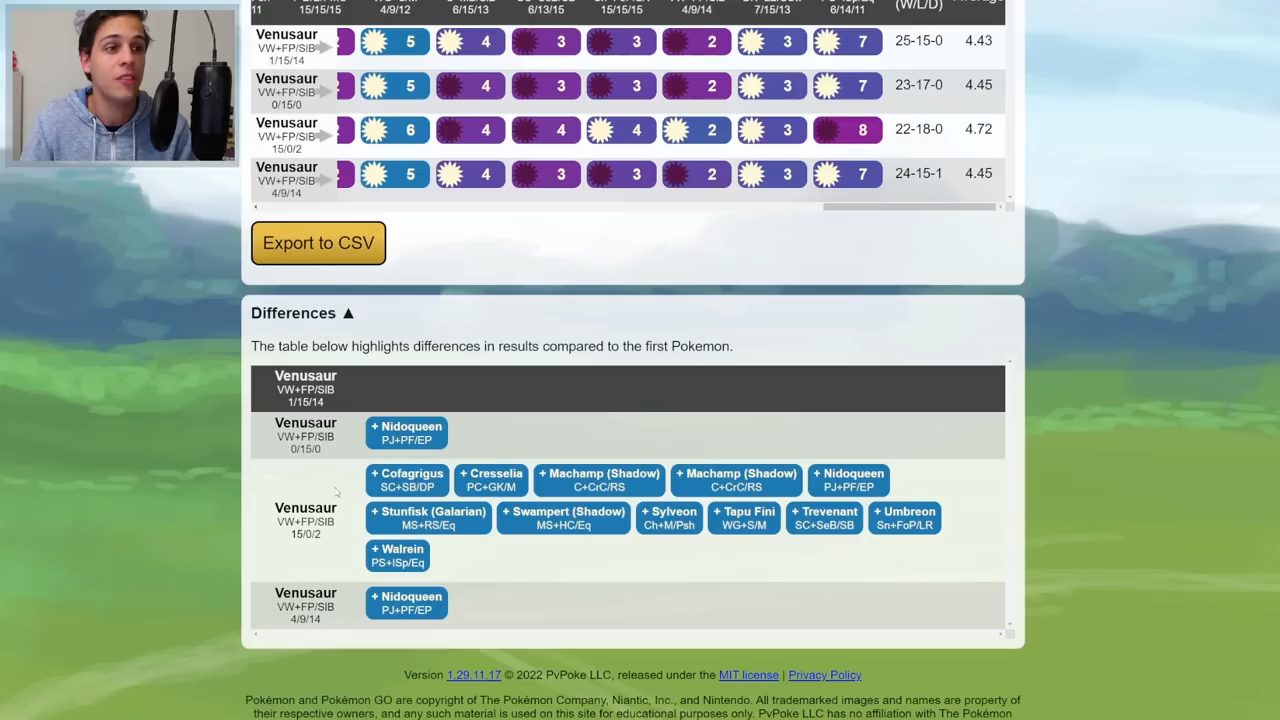 11 15/15/15 4/9/12 6/15/13 6/13/15 15/15/15 4/9/14 7/15/13 6/14/11 (W/L/D)
Venusaur
VW+FP/SIB
1/15/14
5 4 3 3 2 3 7 25-15-0 4.43
Venusaur
VW+FP/SIB
0/15/0
5 4 3 3 2 3 7 23-17-0 4.45
Venusaur
VW+FP/SIB
15/0/2
6 4 4 4 2 3 8 22-18-0 4.72
Venusaur
VW+FP/SIB
4/9/14
5 4 3 3 2 3 7 24-15-1 4.45
Export to CSV
Differences ▲
The table below highlights differences in results compared to the first Pokemon.
Venusaur
VW+FP/SIB
1/15/14
Venusaur
VW+FP/SIB
0/15/0
+ Nidoqueen
PJ+PF/EP
Venusaur
VW+FP/SIB
15/0/2
+ Cofagrigus + Cresselia + Machamp (Shadow) + Machamp (Shadow) + Nidoqueen
SC+SB/DP PC+GK/M C+CrC/RS C+CrC/RS PJ+PF/EP
+ Stunfisk (Galarian) + Swampert (Shadow) + Sylveon + Tapu Fini + Trevenant + Umbreon
MS+RS/Eq MS+HC/Eq Ch+M/Psh WG+S/M SC+SeB/SB Sn+FoP/LR
+ Walrein
PS+ISp/Eq
Venusaur
VW+FP/SIB
4/9/14
+ Nidoqueen
PJ+PF/EP
Version 1.29.11.17 © 2022 PvPoke LLC, released under the MIT license | Privacy Policy
Pokémon and Pokémon GO are copyright of The Pokémon Company, Niantic, Inc., and Nintendo. All trademarked images and names are property of
their respective owners, and any such material is used on this site for educational purposes only. PvPoke LLC has no affiliation with The Pokémon